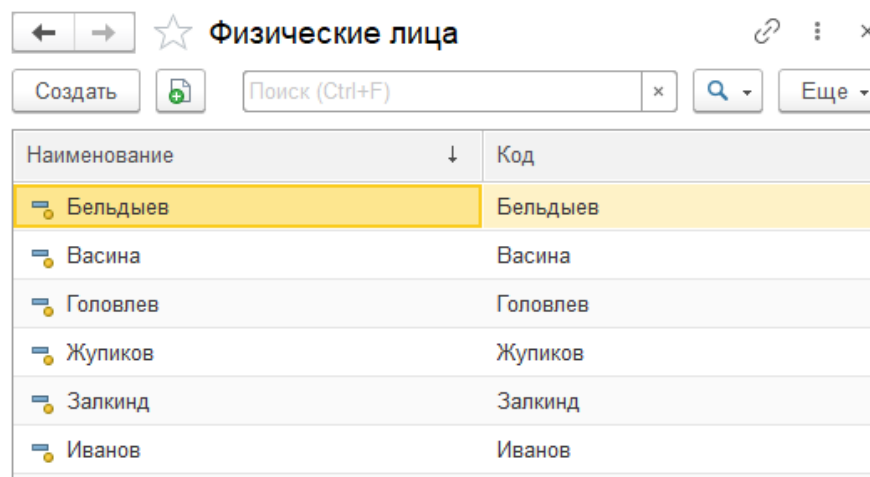 Физические лица
Создать Поиск (Ctrl+F) × Еще
Наименование ↓ Код
Бельдыев Бельдыев
Васина Васина
Головлев Головлев
Жупиков Жупиков
Залкинд Залкинд
Иванов Иванов